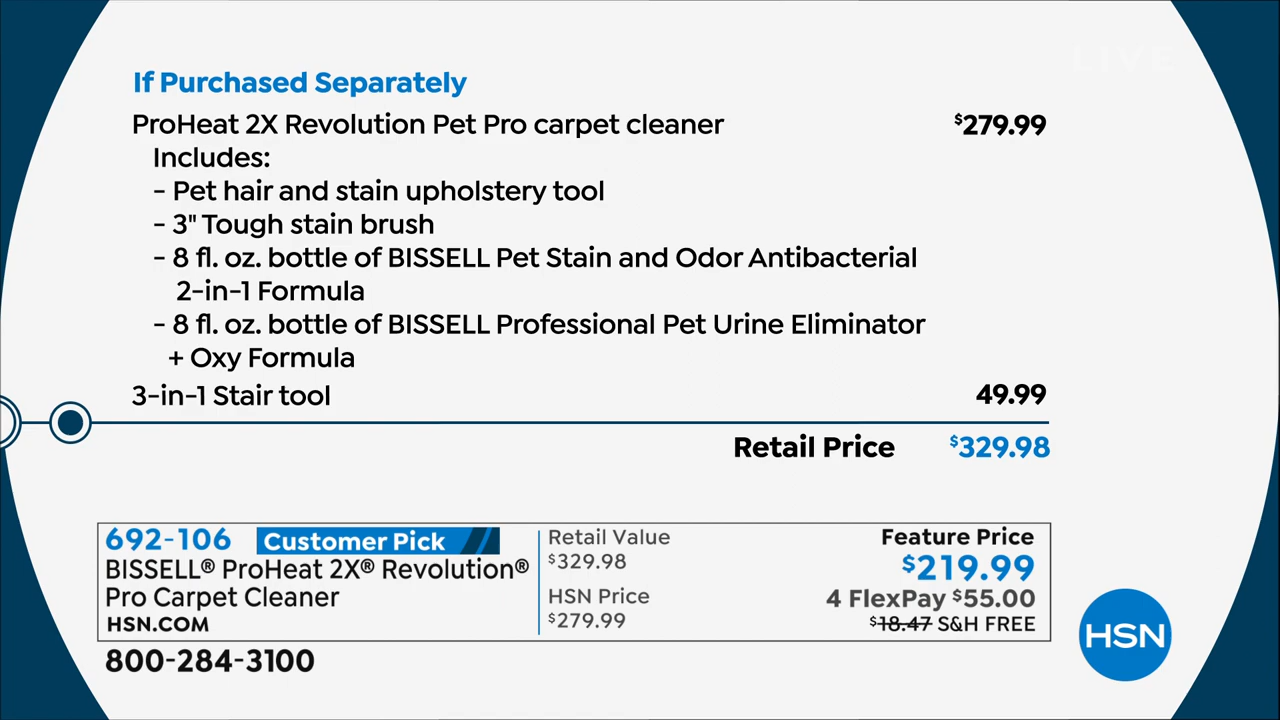 LIVE
If Purchased Separately
ProHeat 2X Revolution Pet Pro carpet cleaner $279.99
Includes:
- Pet hair and stain upholstery tool
- 3" Tough stain brush
- 8 fl. oz. bottle of BISSELL Pet Stain and Odor Antibacterial
2-in-1 Formula
- 8 fl. oz. bottle of BISSELL Professional Pet Urine Eliminator
+ Oxy Formula
3-in-1 Stair tool 49.99
Retail Price $329.98
692-106 Customer Pick
BISSELL® ProHeat 2X® Revolution®
Pro Carpet Cleaner
HSN.COM
Retail Value
$329.98
HSN Price
$279.99
Feature Price
$219.99
4 FlexPay $55.00
$18.47 S&H FREE
HSN
800-284-3100